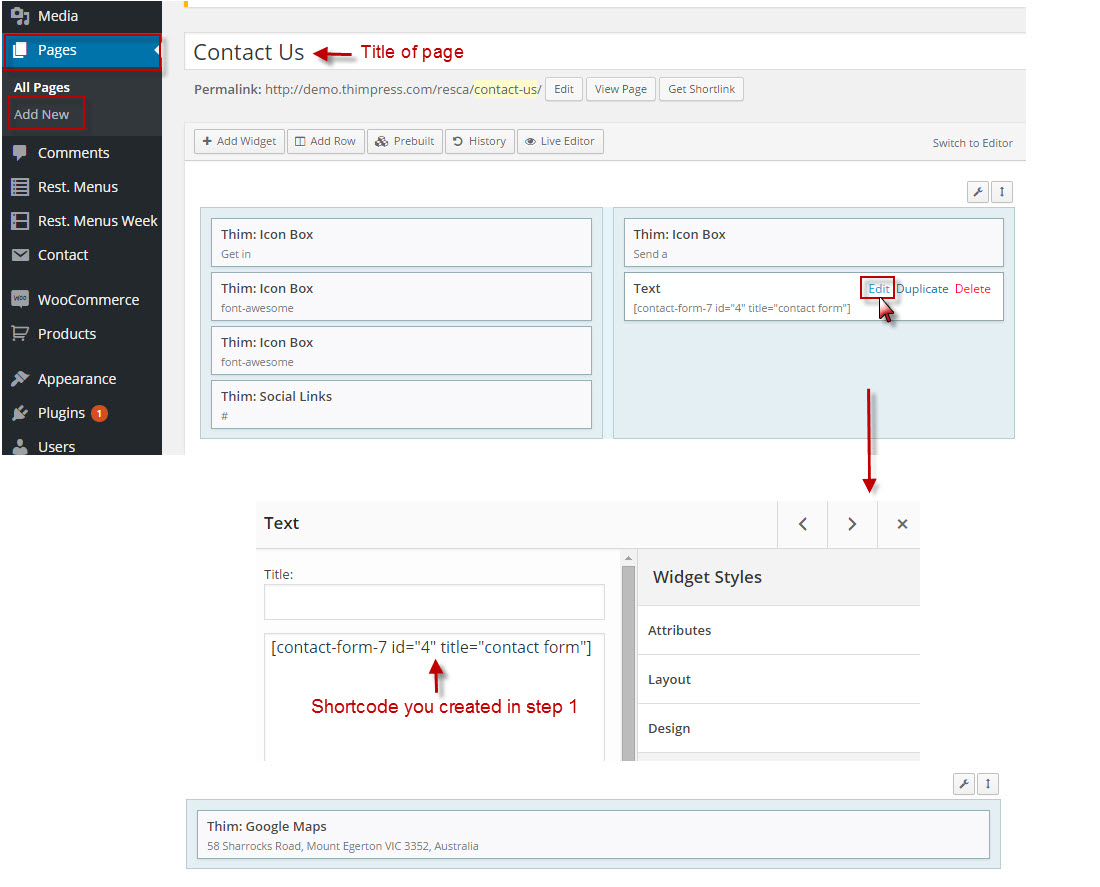 Media
Pages
All Pages
Add New
Comments
Rest. Menus
Rest. Menus Week
Contact
WooCommerce
Products
Appearance
Plugins 1
Users
Contact Us Title of page
Permalink: http://demo.thimpress.com/resca/contact-us/ Edit View Page Get Shortlink
+ Add Widget Add Row Prebuilt History Live Editor Switch to Editor
Thim: Icon Box
Get in
Thim: Icon Box
font-awesome
Thim: Icon Box
font-awesome
Thim: Social Links
#
Thim: Icon Box
Send a
Text Edit Duplicate Delete
[contact-form-7 id="4" title="contact form"]
Text
Title:
[contact-form-7 id="4" title="contact form"]
Shortcode you created in step 1
Widget Styles
Attributes
Layout
Design
Thim: Google Maps
58 Sharrocks Road, Mount Egerton VIC 3352, Australia